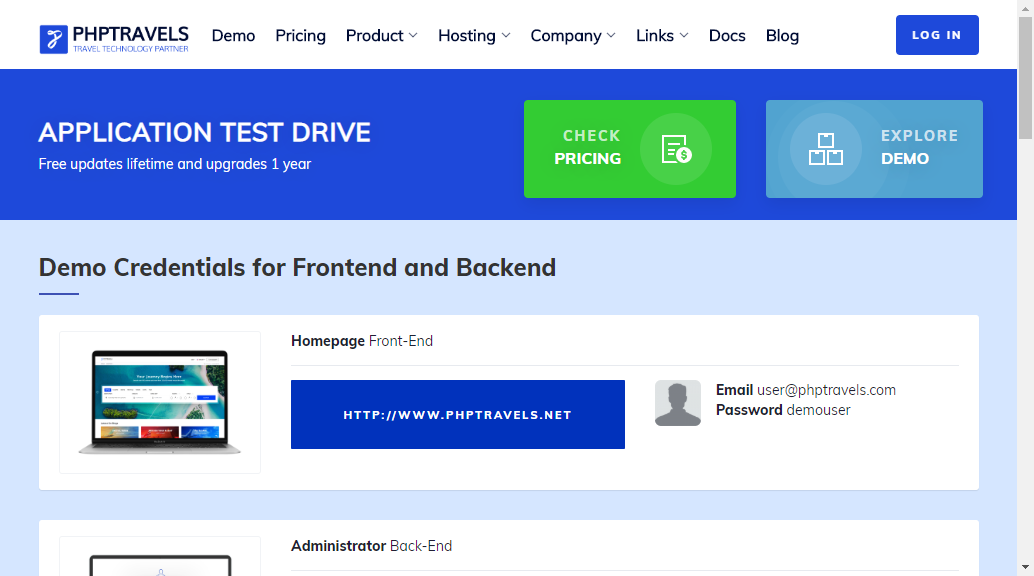 PHPTRAVELS
TRAVEL TECHNOLOGY PARTNER
Demo Pricing Product Hosting Company Links Docs Blog
LOG IN
APPLICATION TEST DRIVE
Free updates lifetime and upgrades 1 year
CHECK
PRICING
EXPLORE
DEMO
Demo Credentials for Frontend and Backend
Homepage Front-End
HTTP://WWW.PHPTRAVELS.NET
Email user@phptravels.com
Password demouser
Administrator Back-End